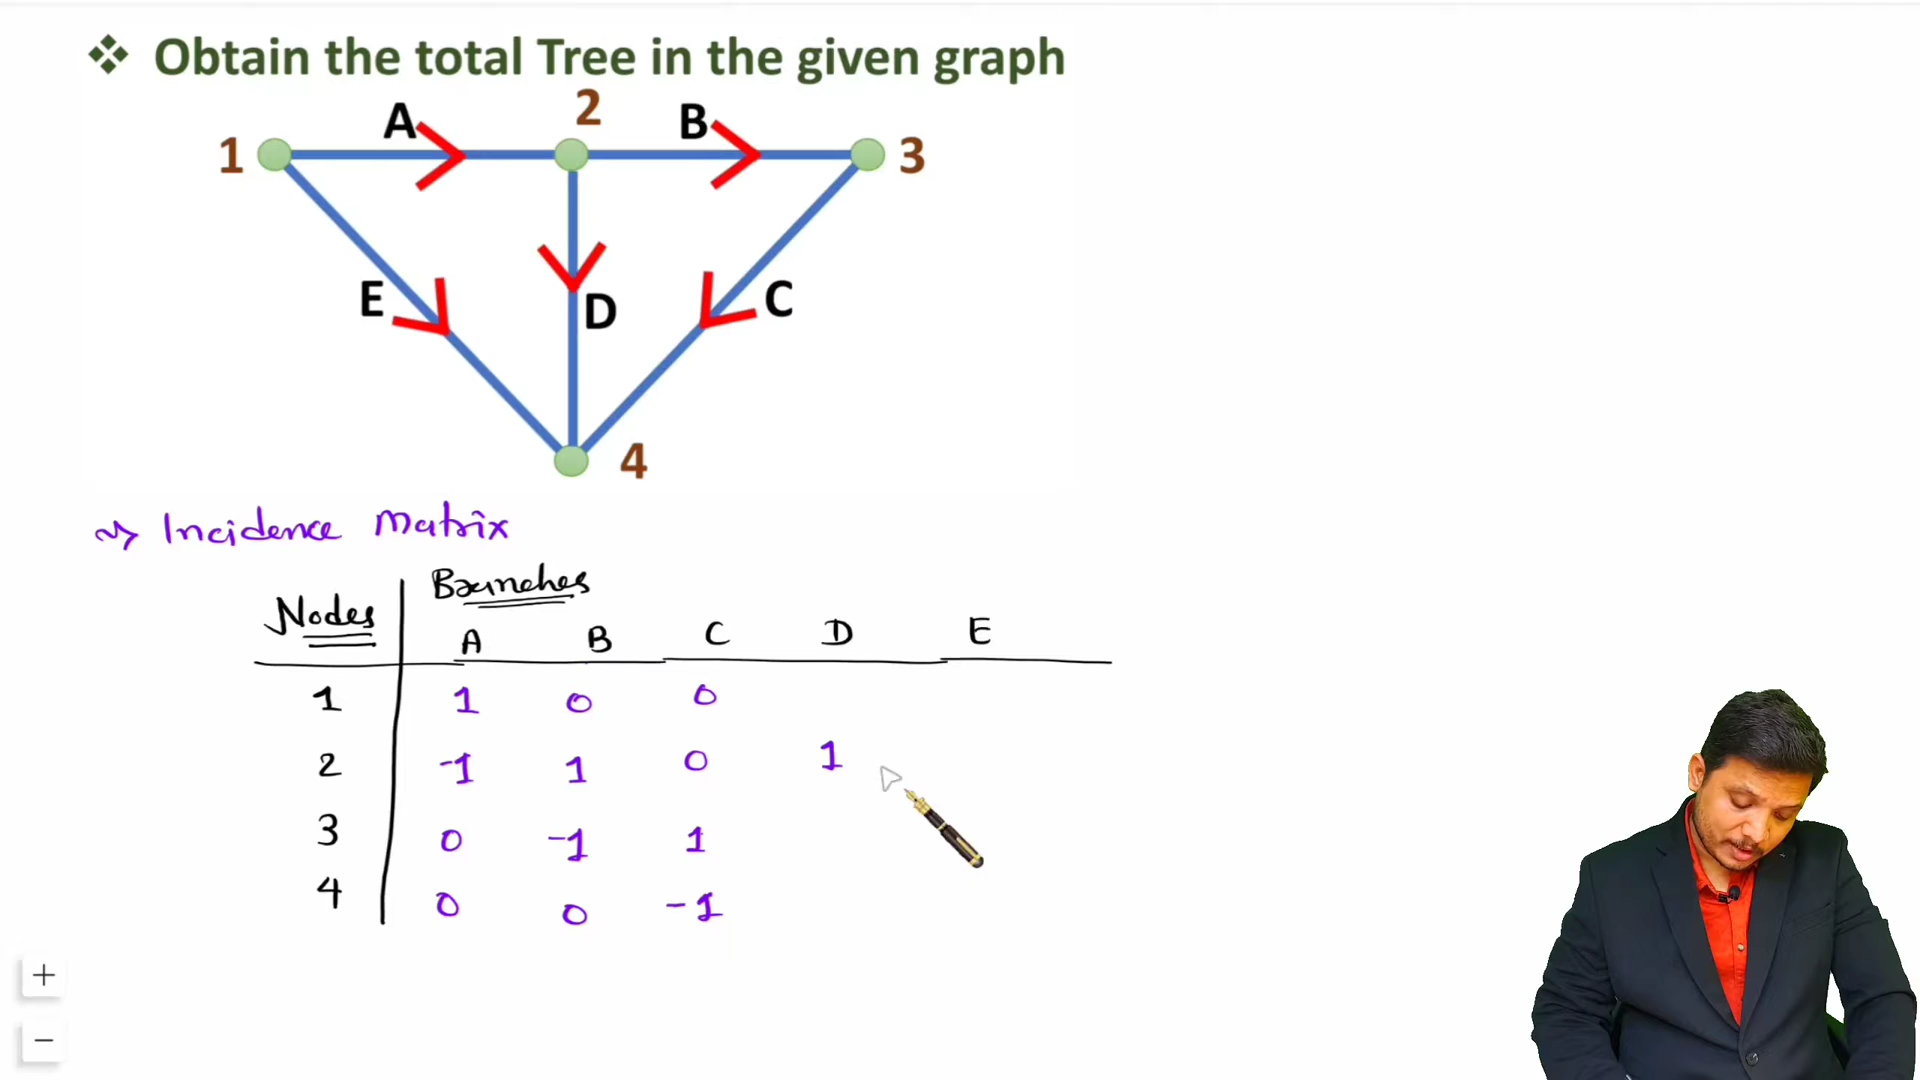 ❖ Obtain the total Tree in the given graph
A 2 B
1 3
E D C
4
Incidence Matrix
Nodes Branches
A B C D E
1 1 0 0
2 -1 1 0 1
3 0 -1 1
4 0 0 -1
+
−